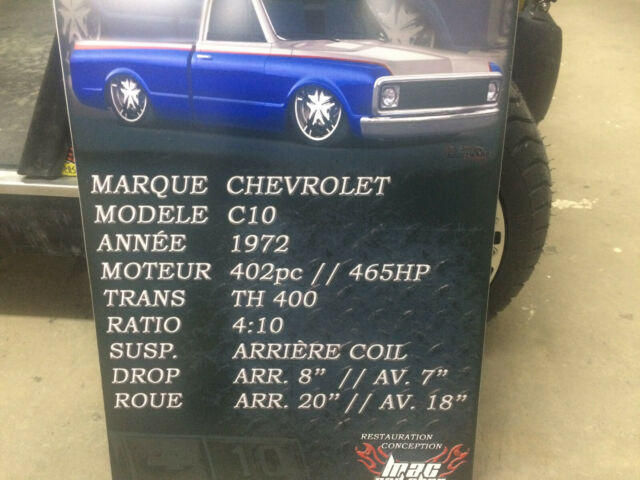 MARQUE CHEVROLET
MODELE C10
ANNÉE 1972
MOTEUR 402pc // 465HP
TRANS TH 400
RATIO 4:10
SUSP. ARRIÈRE COIL
DROP ARR. 8” // AV. 7”
ROUE ARR. 20” // AV. 18”
RESTAURATION
CONCEPTION